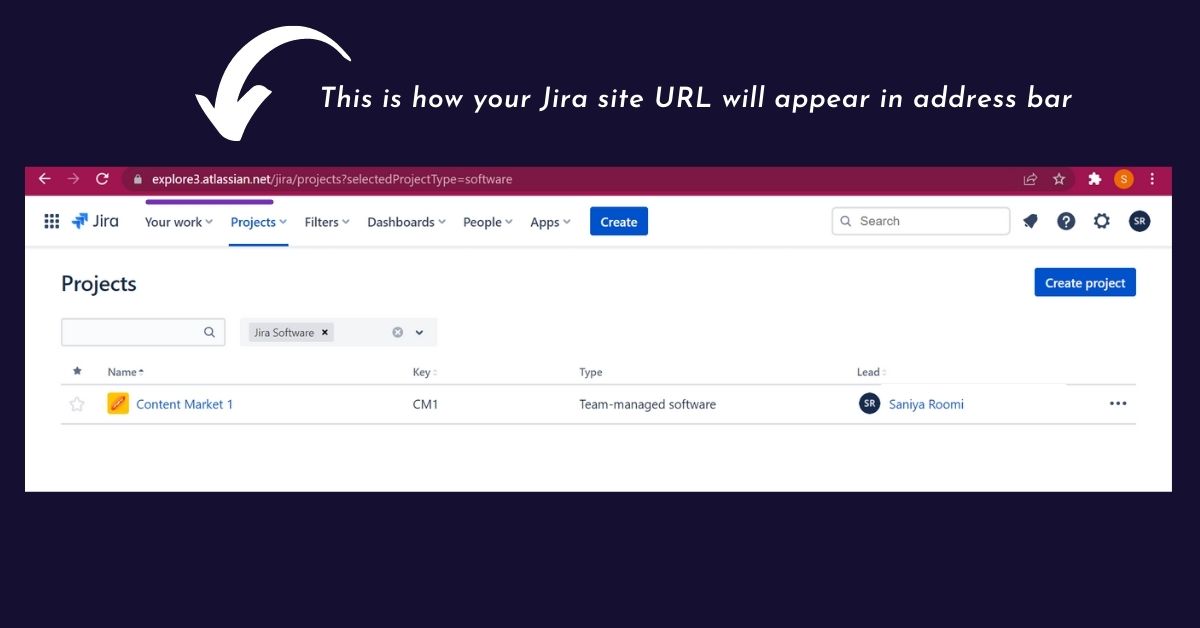 This is how your Jira site URL will appear in address bar
explore3.atlassian.net/jira/projects?selectedProjectType=software
S
Jira Your work Projects Filters Dashboards People Apps Create Search ? SR
Projects
Create project
Jira Software ×
Name Key Type Lead
Content Market 1 CM1 Team-managed software SR Saniya Roomi